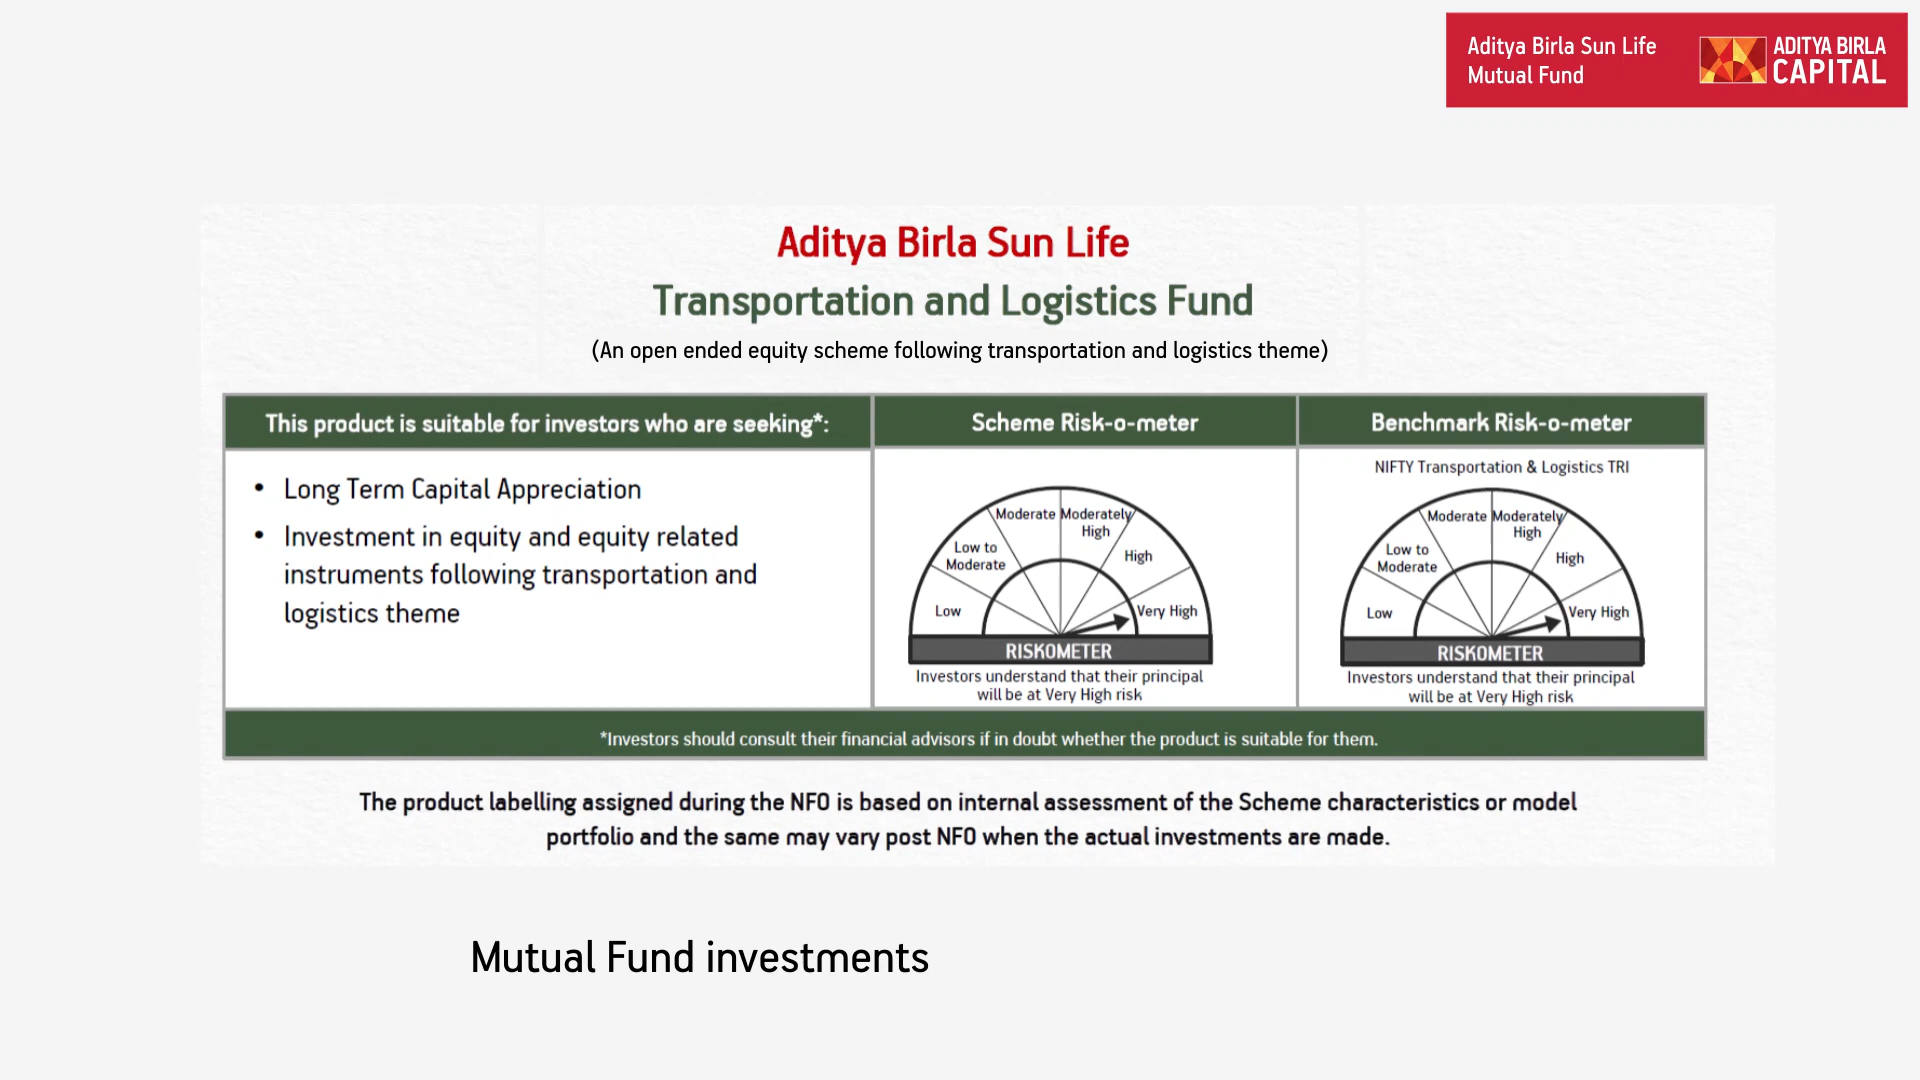 Aditya Birla Sun Life
Mutual Fund
ADITYA BIRLA
CAPITAL
Aditya Birla Sun Life
Transportation and Logistics Fund
(An open ended equity scheme following transportation and logistics theme)
This product is suitable for investors who are seeking*:
• Long Term Capital Appreciation
• Investment in equity and equity related
instruments following transportation and
logistics theme
Scheme Risk-o-meter
Low
Low to
Moderate
Moderate
Moderately
High
High
Very High
RISKOMETER
Investors understand that their principal
will be at Very High risk
Benchmark Risk-o-meter
NIFTY Transportation & Logistics TRI
Low
Low to
Moderate
Moderate
Moderately
High
High
Very High
RISKOMETER
Investors understand that their principal
will be at Very High risk
*Investors should consult their financial advisors if in doubt whether the product is suitable for them.
The product labelling assigned during the NFO is based on internal assessment of the Scheme characteristics or model
portfolio and the same may vary post NFO when the actual investments are made.
Mutual Fund investments